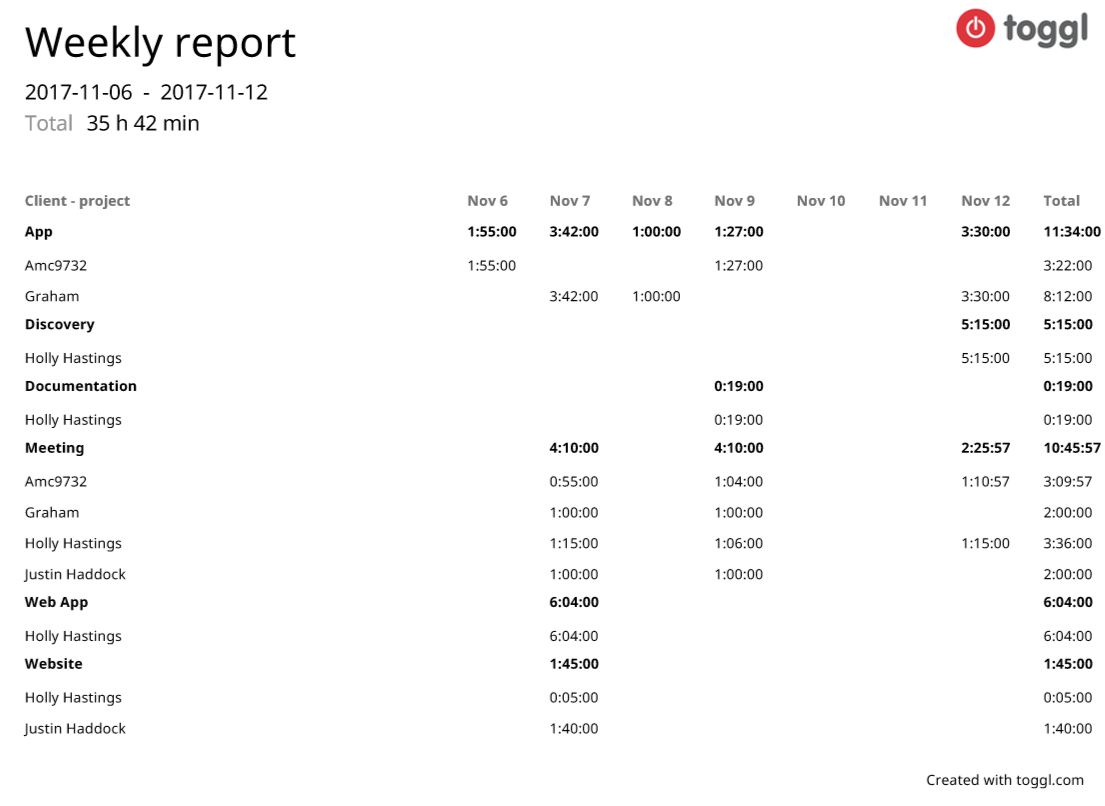 Weekly report
toggl
2017-11-06 - 2017-11-12
Total 35 h 42 min
Client - project Nov 6 Nov 7 Nov 8 Nov 9 Nov 10 Nov 11 Nov 12 Total
App 1:55:00 3:42:00 1:00:00 1:27:00 3:30:00 11:34:00
Amc9732 1:55:00 1:27:00 3:22:00
Graham 3:42:00 1:00:00 3:30:00 8:12:00
Discovery 5:15:00 5:15:00
Holly Hastings 5:15:00 5:15:00
Documentation 0:19:00 0:19:00
Holly Hastings 0:19:00 0:19:00
Meeting 4:10:00 4:10:00 2:25:57 10:45:57
Amc9732 0:55:00 1:04:00 1:10:57 3:09:57
Graham 1:00:00 1:00:00 2:00:00
Holly Hastings 1:15:00 1:06:00 1:15:00 3:36:00
Justin Haddock 1:00:00 1:00:00 2:00:00
Web App 6:04:00 6:04:00
Holly Hastings 6:04:00 6:04:00
Website 1:45:00 1:45:00
Holly Hastings 0:05:00 0:05:00
Justin Haddock 1:40:00 1:40:00
Created with toggl.com